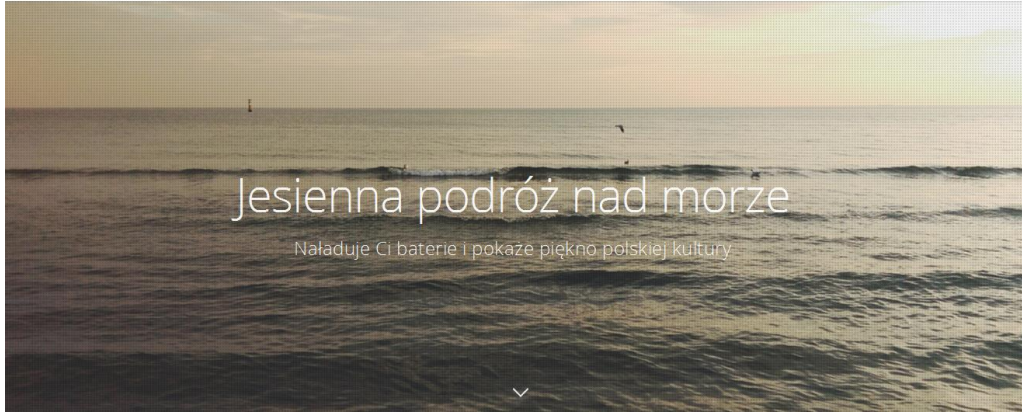 Jesienna podróż nad morze
Naładuje Ci baterie i pokaże piękno polskiej kultury